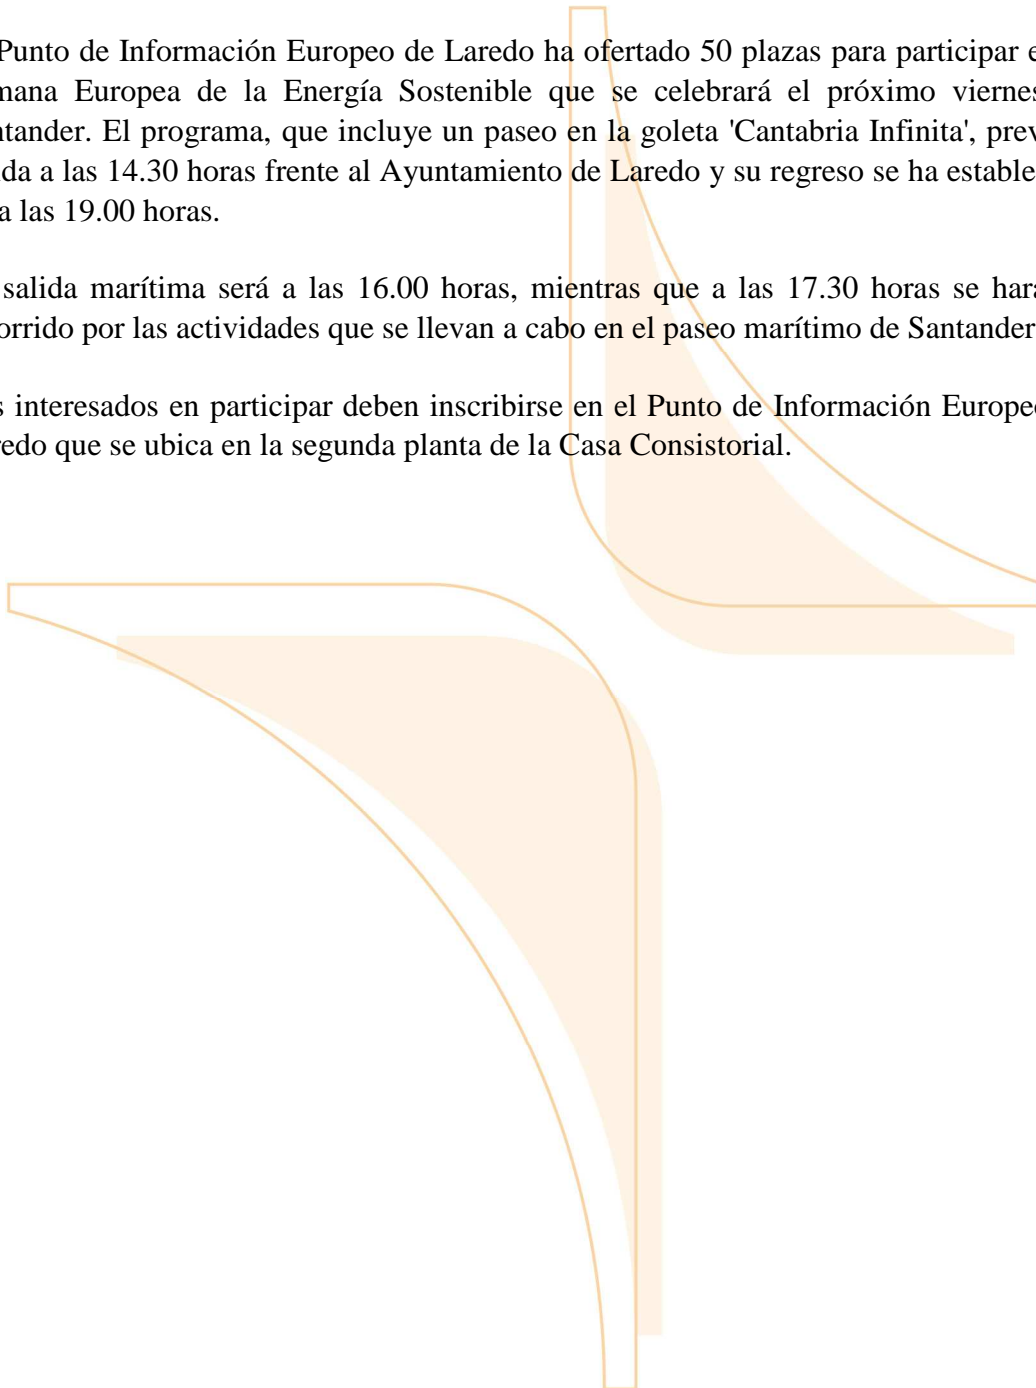 Punto de Información Europeo de Laredo ha ofertado 50 plazas para participar e
mana Europea de la Energía Sostenible que se celebrará el próximo viernes
ntander. El programa, que incluye un paseo en la goleta 'Cantabria Infinita', prev
ida a las 14.30 horas frente al Ayuntamiento de Laredo y su regreso se ha estable
a las 19.00 horas.
salida marítima será a las 16.00 horas, mientras que a las 17.30 horas se hará
orrido por las actividades que se llevan a cabo en el paseo marítimo de Santander
s interesados en participar deben inscribirse en el Punto de Información Europeo
redo que se ubica en la segunda planta de la Casa Consistorial.